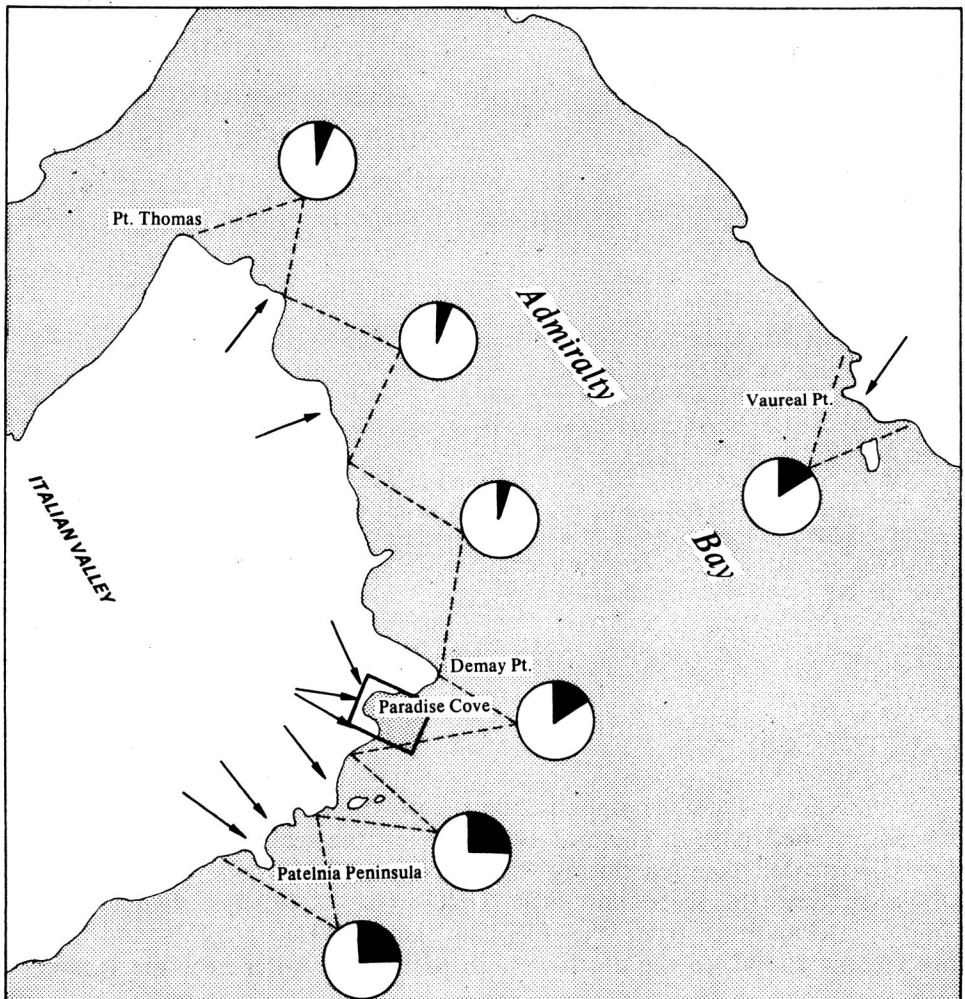 Pt. Thomas
Admiralty
Vaureal Pt.
ITALIAN VALLEY
Bay
Demay Pt.
Paradise Cove
Patelnia Peninsula